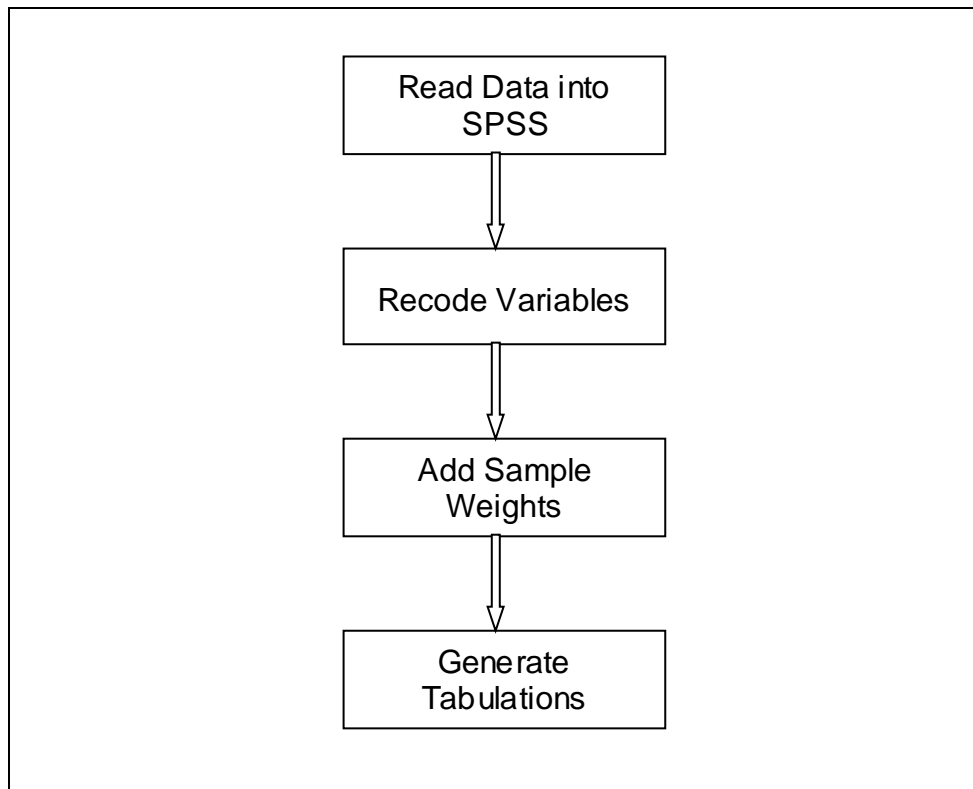 Read Data into
SPSS
Recode Variables
Add Sample
Weights
Generate
Tabulations